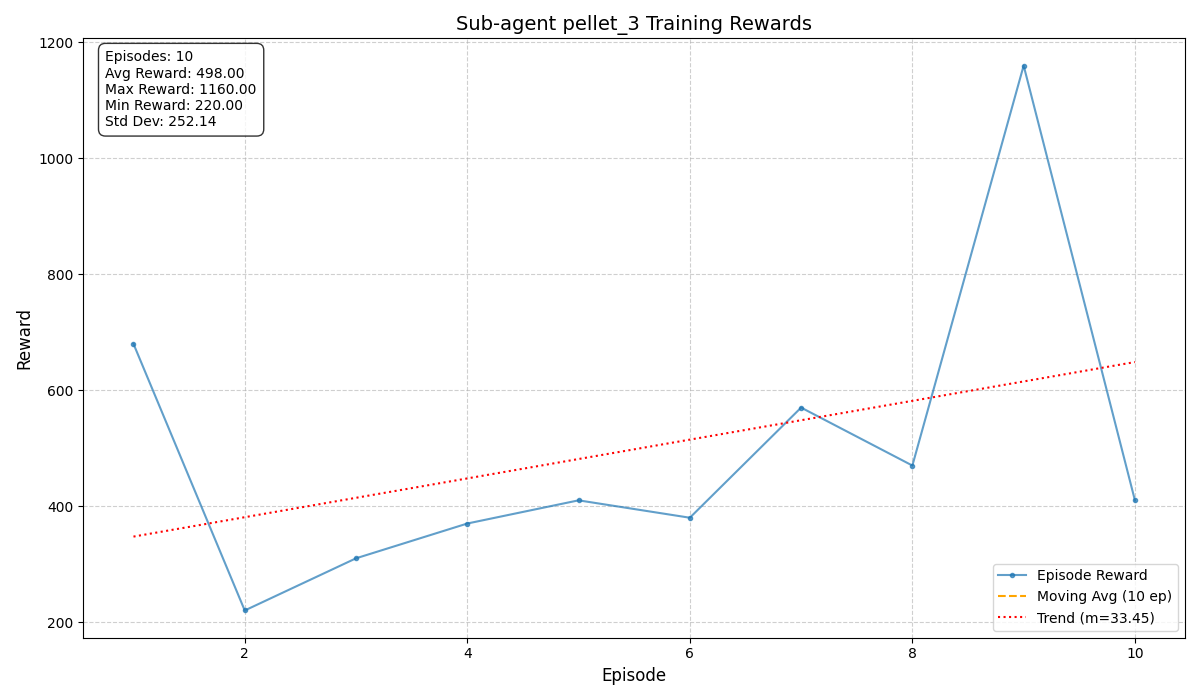 Sub-agent pellet_3 Training Rewards
Episodes: 10
Avg Reward: 498.00
Max Reward: 1160.00
Min Reward: 220.00
Std Dev: 252.14
1200
1000
800
600
400
200
Reward
2
4
6
8
10
Episode
Episode Reward
Moving Avg (10 ep)
Trend (m=33.45)